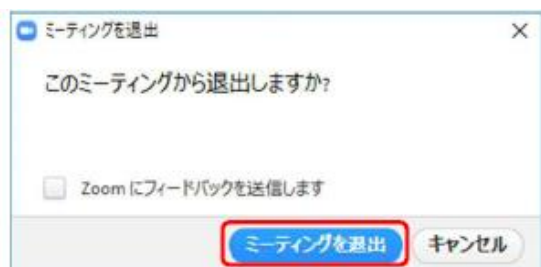 ミーティングを退出
このミーティングから退出しますか?
Zoom にフィードバックを送信します
ミーティングを退出 キャンセル